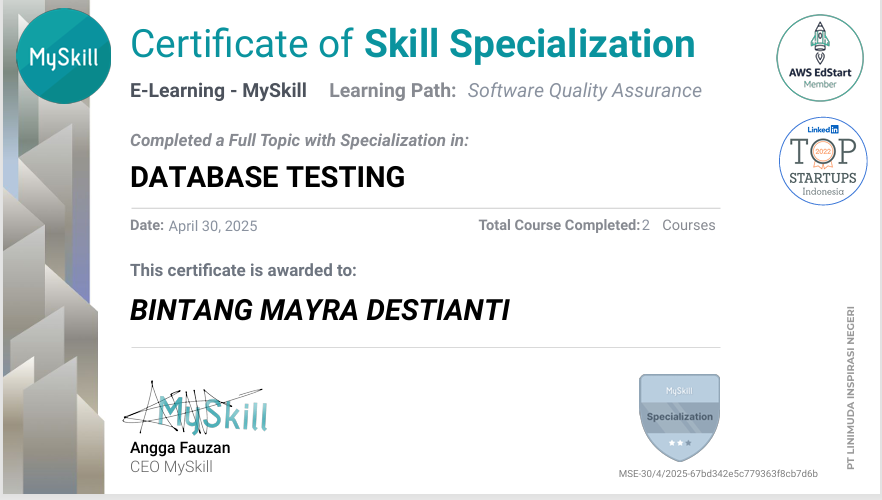 MySkill
Certificate of Skill Specialization
E-Learning - MySkill Learning Path: Software Quality Assurance
AWS EdStart
Member
Completed a Full Topic with Specialization in:
DATABASE TESTING
LinkedIn
TOP
2022
STARTUPS
Indonesia
Date: April 30, 2025 Total Course Completed: 2 Courses
This certificate is awarded to:
BINTANG MAYRA DESTIANTI
MySkill
Angga Fauzan
CEO MySkill
MySkill
Specialization
MSE-30/4/2025-67bd342e5c779363f8cb7d6b
PT LINIMUDA INSPIRASI NEGERI